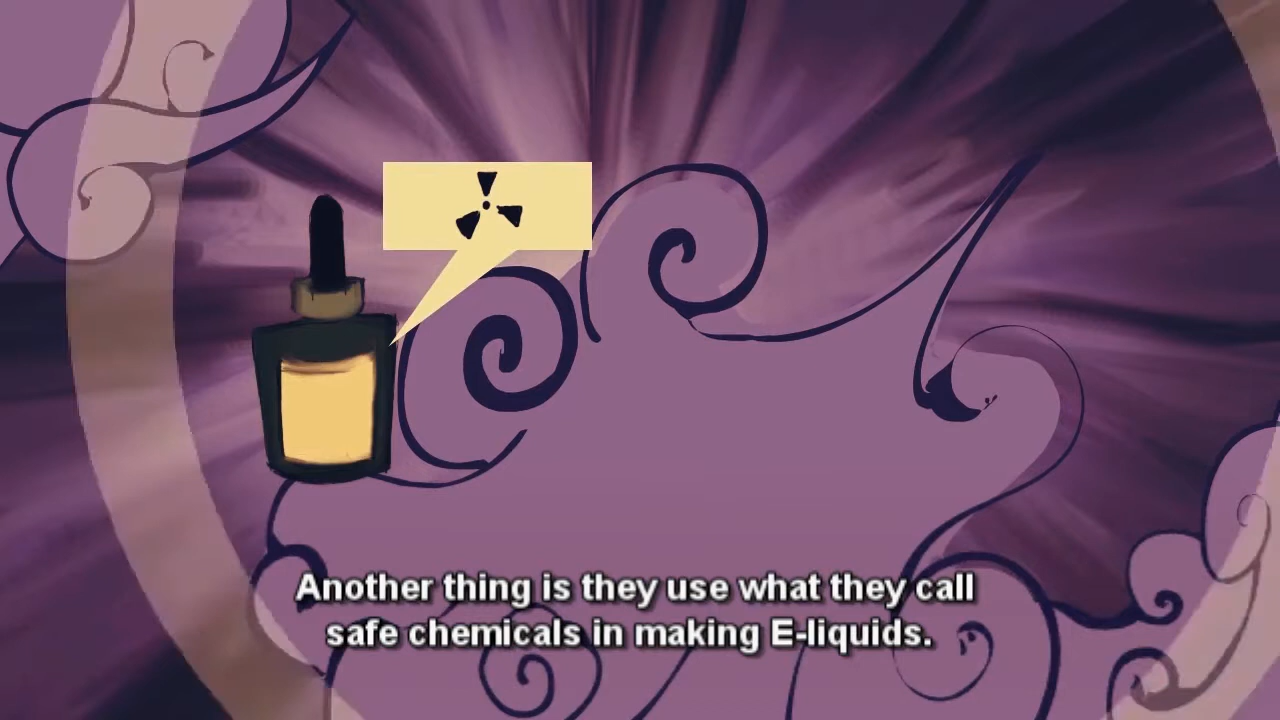 Another thing is they use what they call
safe chemicals in making E-liquids.